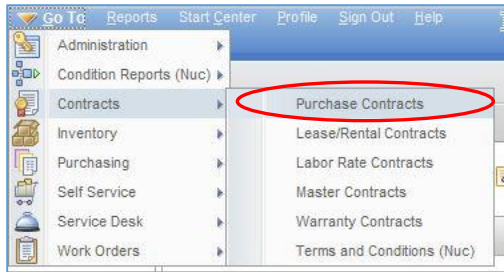 Go To Reports Start Center Profile Sign Out Help
Administration
Condition Reports (Nuc)
Contracts
Inventory
Purchasing
Self Service
Service Desk
Work Orders
Purchase Contracts
Lease/Rental Contracts
Labor Rate Contracts
Master Contracts
Warranty Contracts
Terms and Conditions (Nuc)